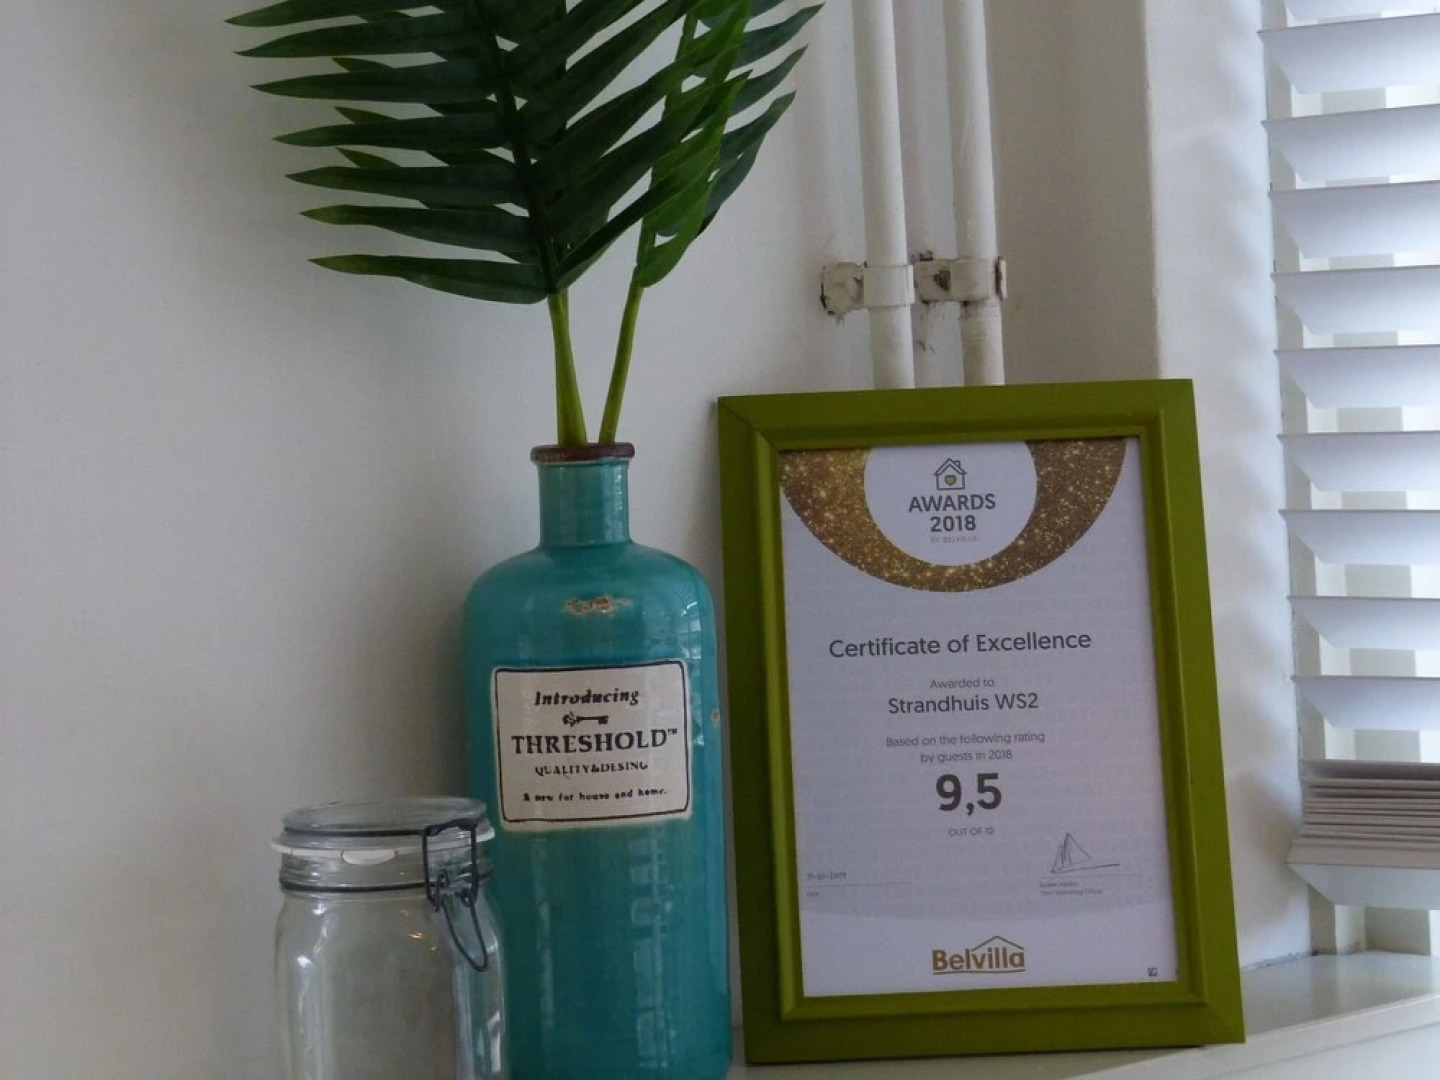 Introducing
THRESHOLD™
QUALITY&DESING
A new for house and home.
AWARDS
2018
BY BELVILLA
Certificate of Excellence
Awarded to
Strandhuis WS2
Based on the following rating
by guests in 2018
9,5
OUT OF 10
Belvilla